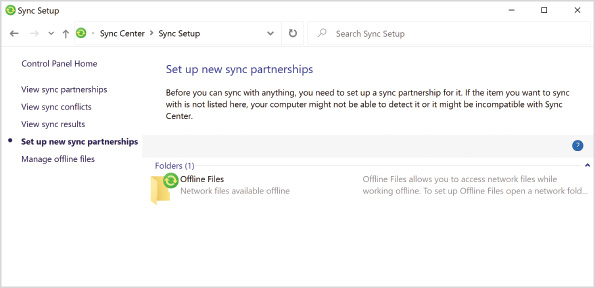 Sync Setup
Sync Center
Sync Setup
Search Sync Setup
Control Panel Home
View sync partnerships
View sync conflicts
View sync results
Set up new sync partnerships
Manage offline files
Set up new sync partnerships
Before you can sync with anything, you need to set up a sync partnership for it. If the item you want to sync
with is not listed here, your computer might not be able to detect it or it might be incompatible with Sync
Center.
?
Folders (1)
Offline Files
Network files available offline
Offline Files allows you to access network files while
working offline. To set up Offline Files open a network fold...